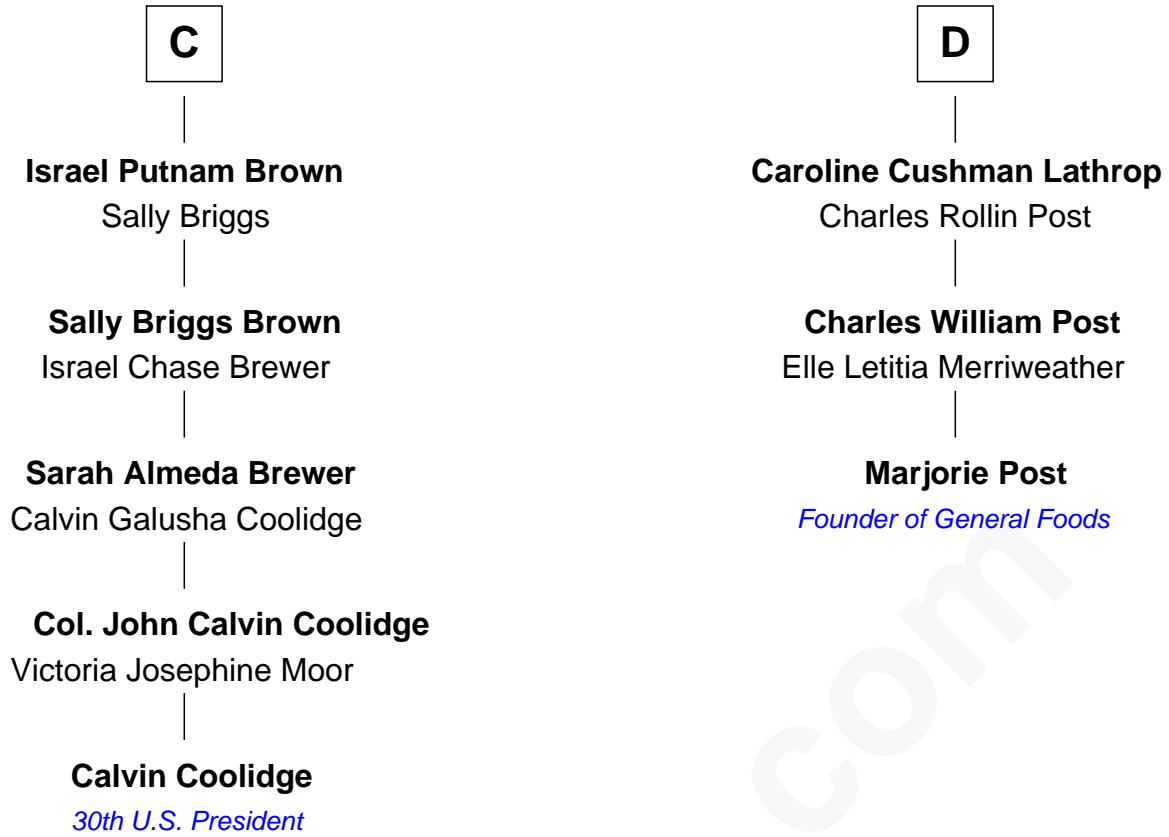 C
Israel Putnam Brown
Sally Briggs
Sally Briggs Brown
Israel Chase Brewer
Sarah Almeda Brewer
Calvin Galusha Coolidge
Col. John Calvin Coolidge
Victoria Josephine Moor
Calvin Coolidge
30th U.S. President
D
Caroline Cushman Lathrop
Charles Rollin Post
Charles William Post
Elle Letitia Merriweather
Marjorie Post
Founder of General Foods
com